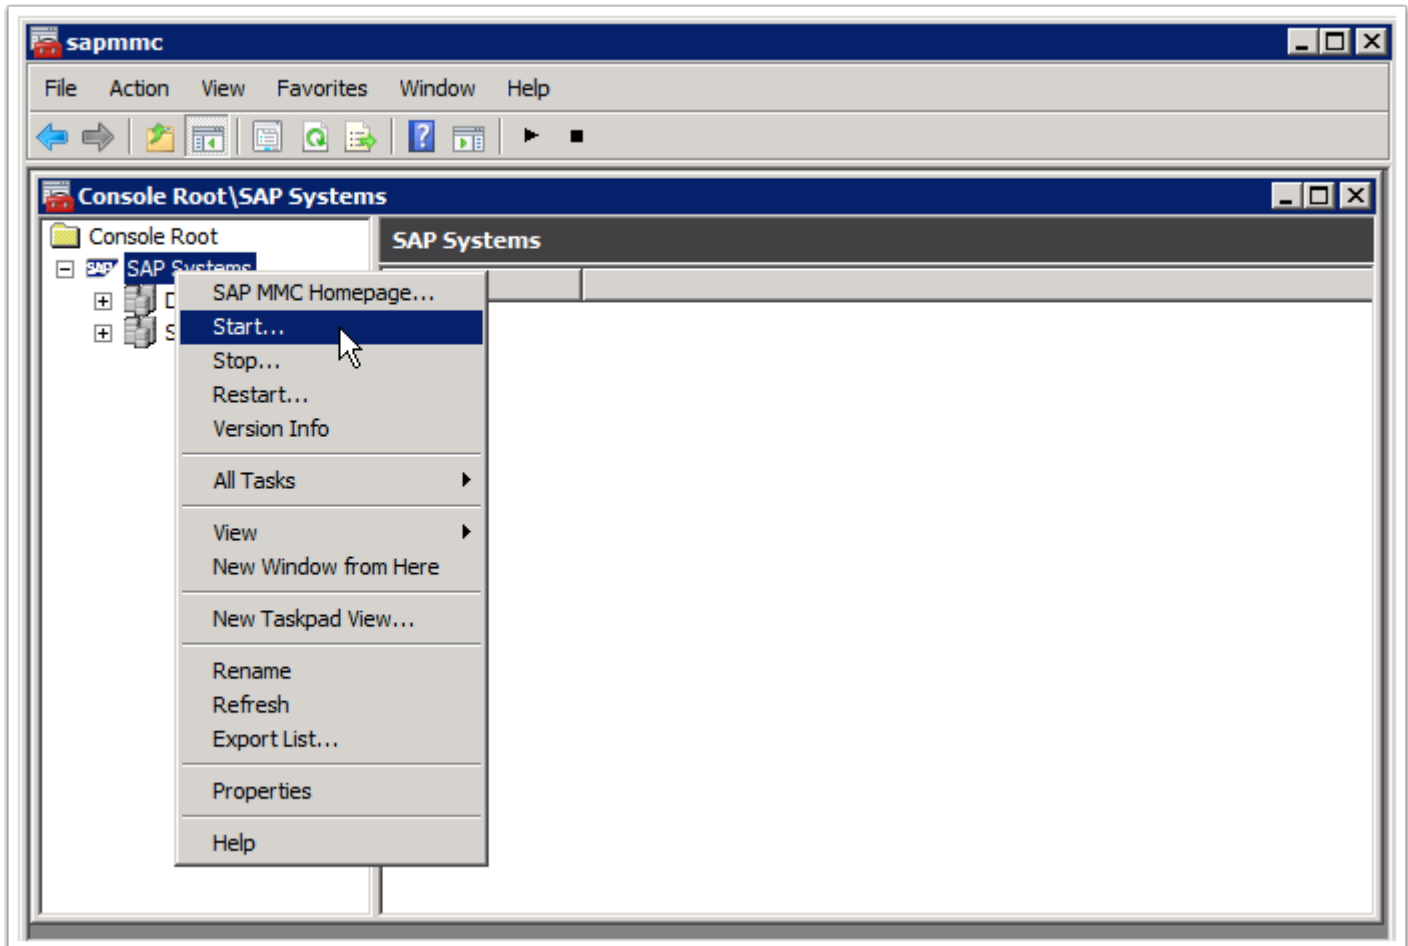 sapmmc
File Action View Favorites Window Help
Console Root\SAP Systems
Console Root
SAP Systems
SAP Systems
SAP MMC Homepage...
Start...
Stop...
Restart...
Version Info
All Tasks
View
New Window from Here
New Taskpad View...
Rename
Refresh
Export List...
Properties
Help